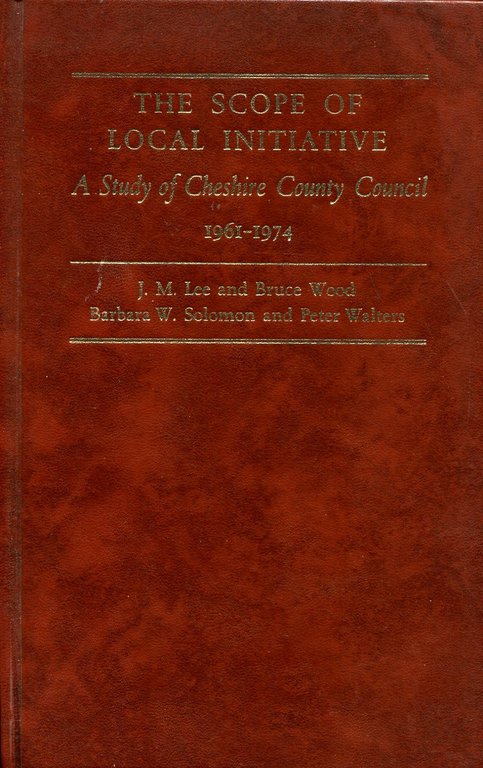 THE SCOPE OF
LOCAL INITIATIVE
A Study of Cheshire County Council
1961-1974
J. M. Lee and Bruce Wood
Barbara W. Solomon and Peter Walters